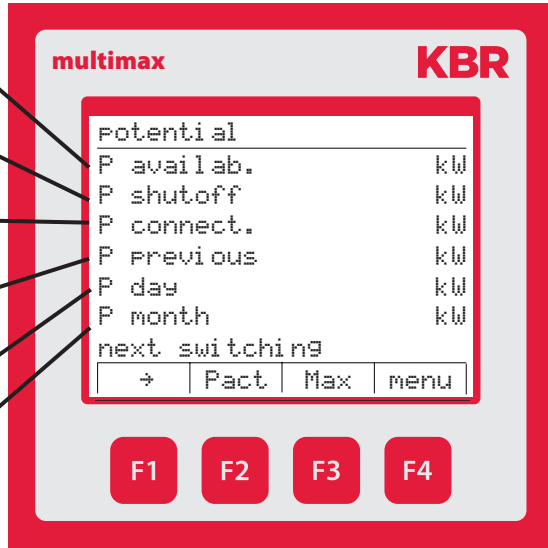 multimax KBR
potential
P availab. kW
P shutoff kW
P connect. kW
P previous kW
P day kW
P month kW
next switching
→ Pact Max menu
F1 F2 F3 F4